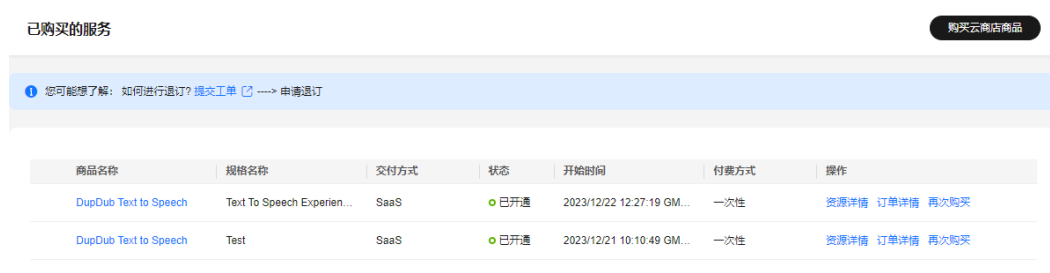 已购买的服务 购买云商店商品
您可能想了解： 如何进行退订? 提交工单 ----> 申请退订
商品名称 规格名称 交付方式 状态 开始时间 付费方式 操作
DupDub Text to Speech Text To Speech Experien... SaaS 已开通 2023/12/22 12:27:19 GM... 一次性 资源详情 订单详情 再次购买
DupDub Text to Speech Test SaaS 已开通 2023/12/21 10:10:49 GM... 一次性 资源详情 订单详情 再次购买